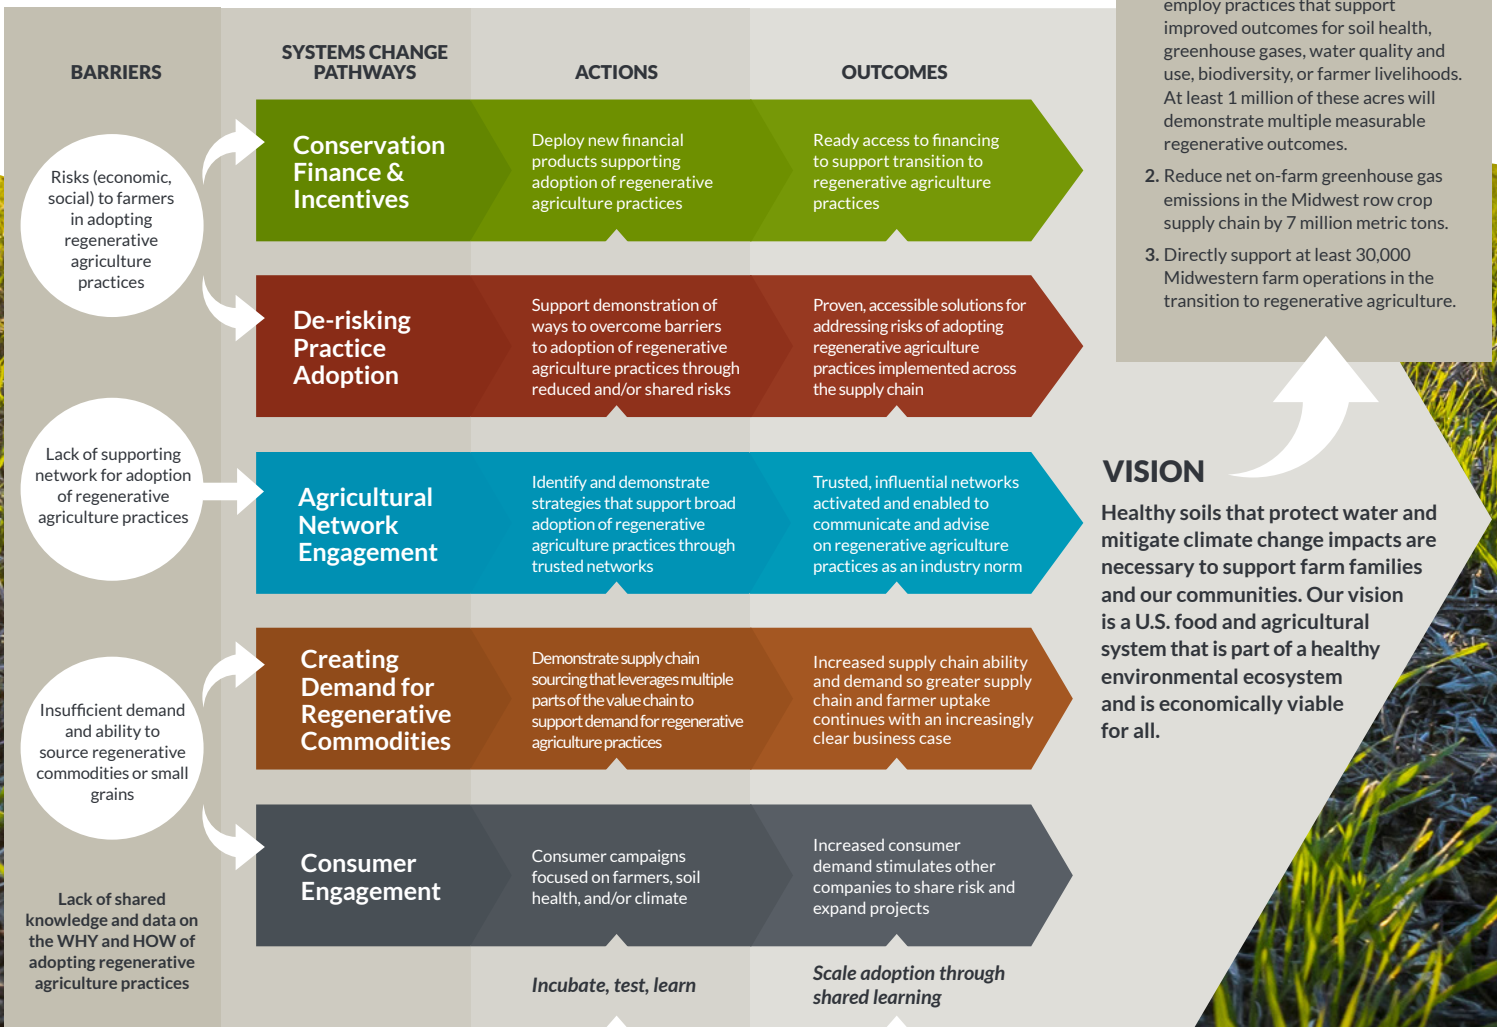 BARRIERS
SYSTEMS CHANGE
PATHWAYS
ACTIONS
OUTCOMES
Risks (economic,
social) to farmers
in adopting
regenerative
agriculture
practices
Lack of supporting
network for adoption
of regenerative
agriculture practices
Insufficient demand
and ability to
source regenerative
commodities or small
grains
Lack of shared
knowledge and data on
the WHY and HOW of
adopting regenerative
agriculture practices
Conservation
Finance &
Incentives
Deploy new financial
products supporting
adoption of regenerative
agriculture practices
Ready access to financing
to support transition to
regenerative agriculture
practices
De-risking
Practice
Adoption
Support demonstration of
ways to overcome barriers
to adoption of regenerative
agriculture practices through
reduced and/or shared risks
Proven, accessible solutions for
addressing risks of adopting
regenerative agriculture
practices implemented across
the supply chain
Agricultural
Network
Engagement
Identify and demonstrate
strategies that support broad
adoption of regenerative
agriculture practices through
trusted networks
Trusted, influential networks
activated and enabled to
communicate and advise
on regenerative agriculture
practices as an industry norm
Creating
Demand for
Regenerative
Commodities
Demonstrate supply chain
sourcing that leverages multiple
parts of the value chain to
support demand for regenerative
agriculture practices
Increased supply chain ability
and demand so greater supply
chain and farmer uptake
continues with an increasingly
clear business case
Consumer
Engagement
Consumer campaigns
focused on farmers, soil
health, and/or climate
Increased consumer
demand stimulates other
companies to share risk and
expand projects
Incubate, test, learn
Scale adoption through
shared learning
employ practices that support
improved outcomes for soil health,
greenhouse gases, water quality and
use, biodiversity, or farmer livelihoods.
At least 1 million of these acres will
demonstrate multiple measurable
regenerative outcomes.
2. Reduce net on-farm greenhouse gas
emissions in the Midwest row crop
supply chain by 7 million metric tons.
3. Directly support at least 30,000
Midwestern farm operations in the
transition to regenerative agriculture.
VISION
Healthy soils that protect water and
mitigate climate change impacts are
necessary to support farm families
and our communities. Our vision
is a U.S. food and agricultural
system that is part of a healthy
environmental ecosystem
and is economically viable
for all.